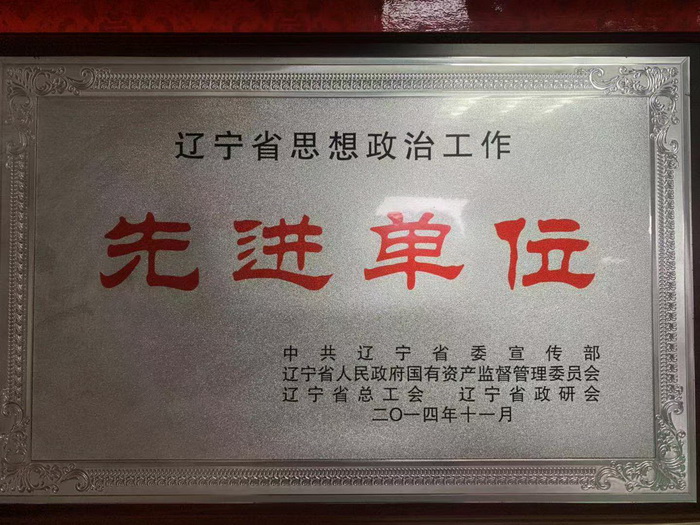 辽宁省思想政治工作
先进单位
中共辽宁省委宣传部
辽宁省人民政府国有资产监督管理委员会
辽宁省总工会 辽宁省政研会
二〇一四年十一月